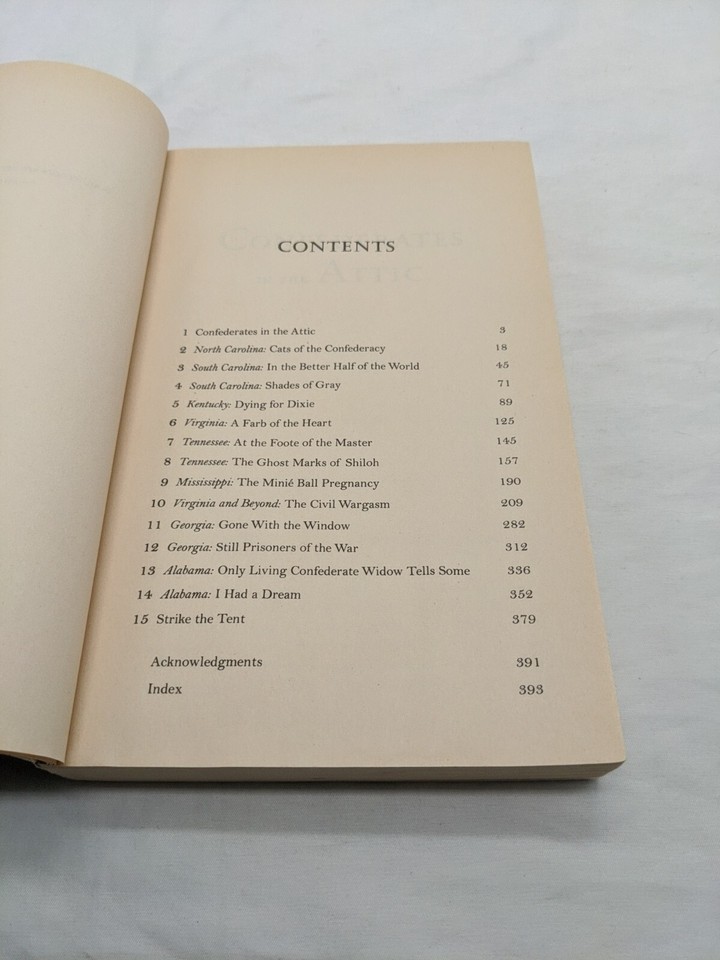 CONTENTS
1 Confederates in the Attic 3
2 North Carolina: Cats of the Confederacy 18
3 South Carolina: In the Better Half of the World 45
4 South Carolina: Shades of Gray 71
5 Kentucky: Dying for Dixie 89
6 Virginia: A Farb of the Heart 125
7 Tennessee: At the Foote of the Master 145
8 Tennessee: The Ghost Marks of Shiloh 157
9 Mississippi: The Minié Ball Pregnancy 190
10 Virginia and Beyond: The Civil Wargasm 209
11 Georgia: Gone With the Window 282
12 Georgia: Still Prisoners of the War 312
13 Alabama: Only Living Confederate Widow Tells Some 336
14 Alabama: I Had a Dream 352
15 Strike the Tent 379
Acknowledgments 391
Index 393